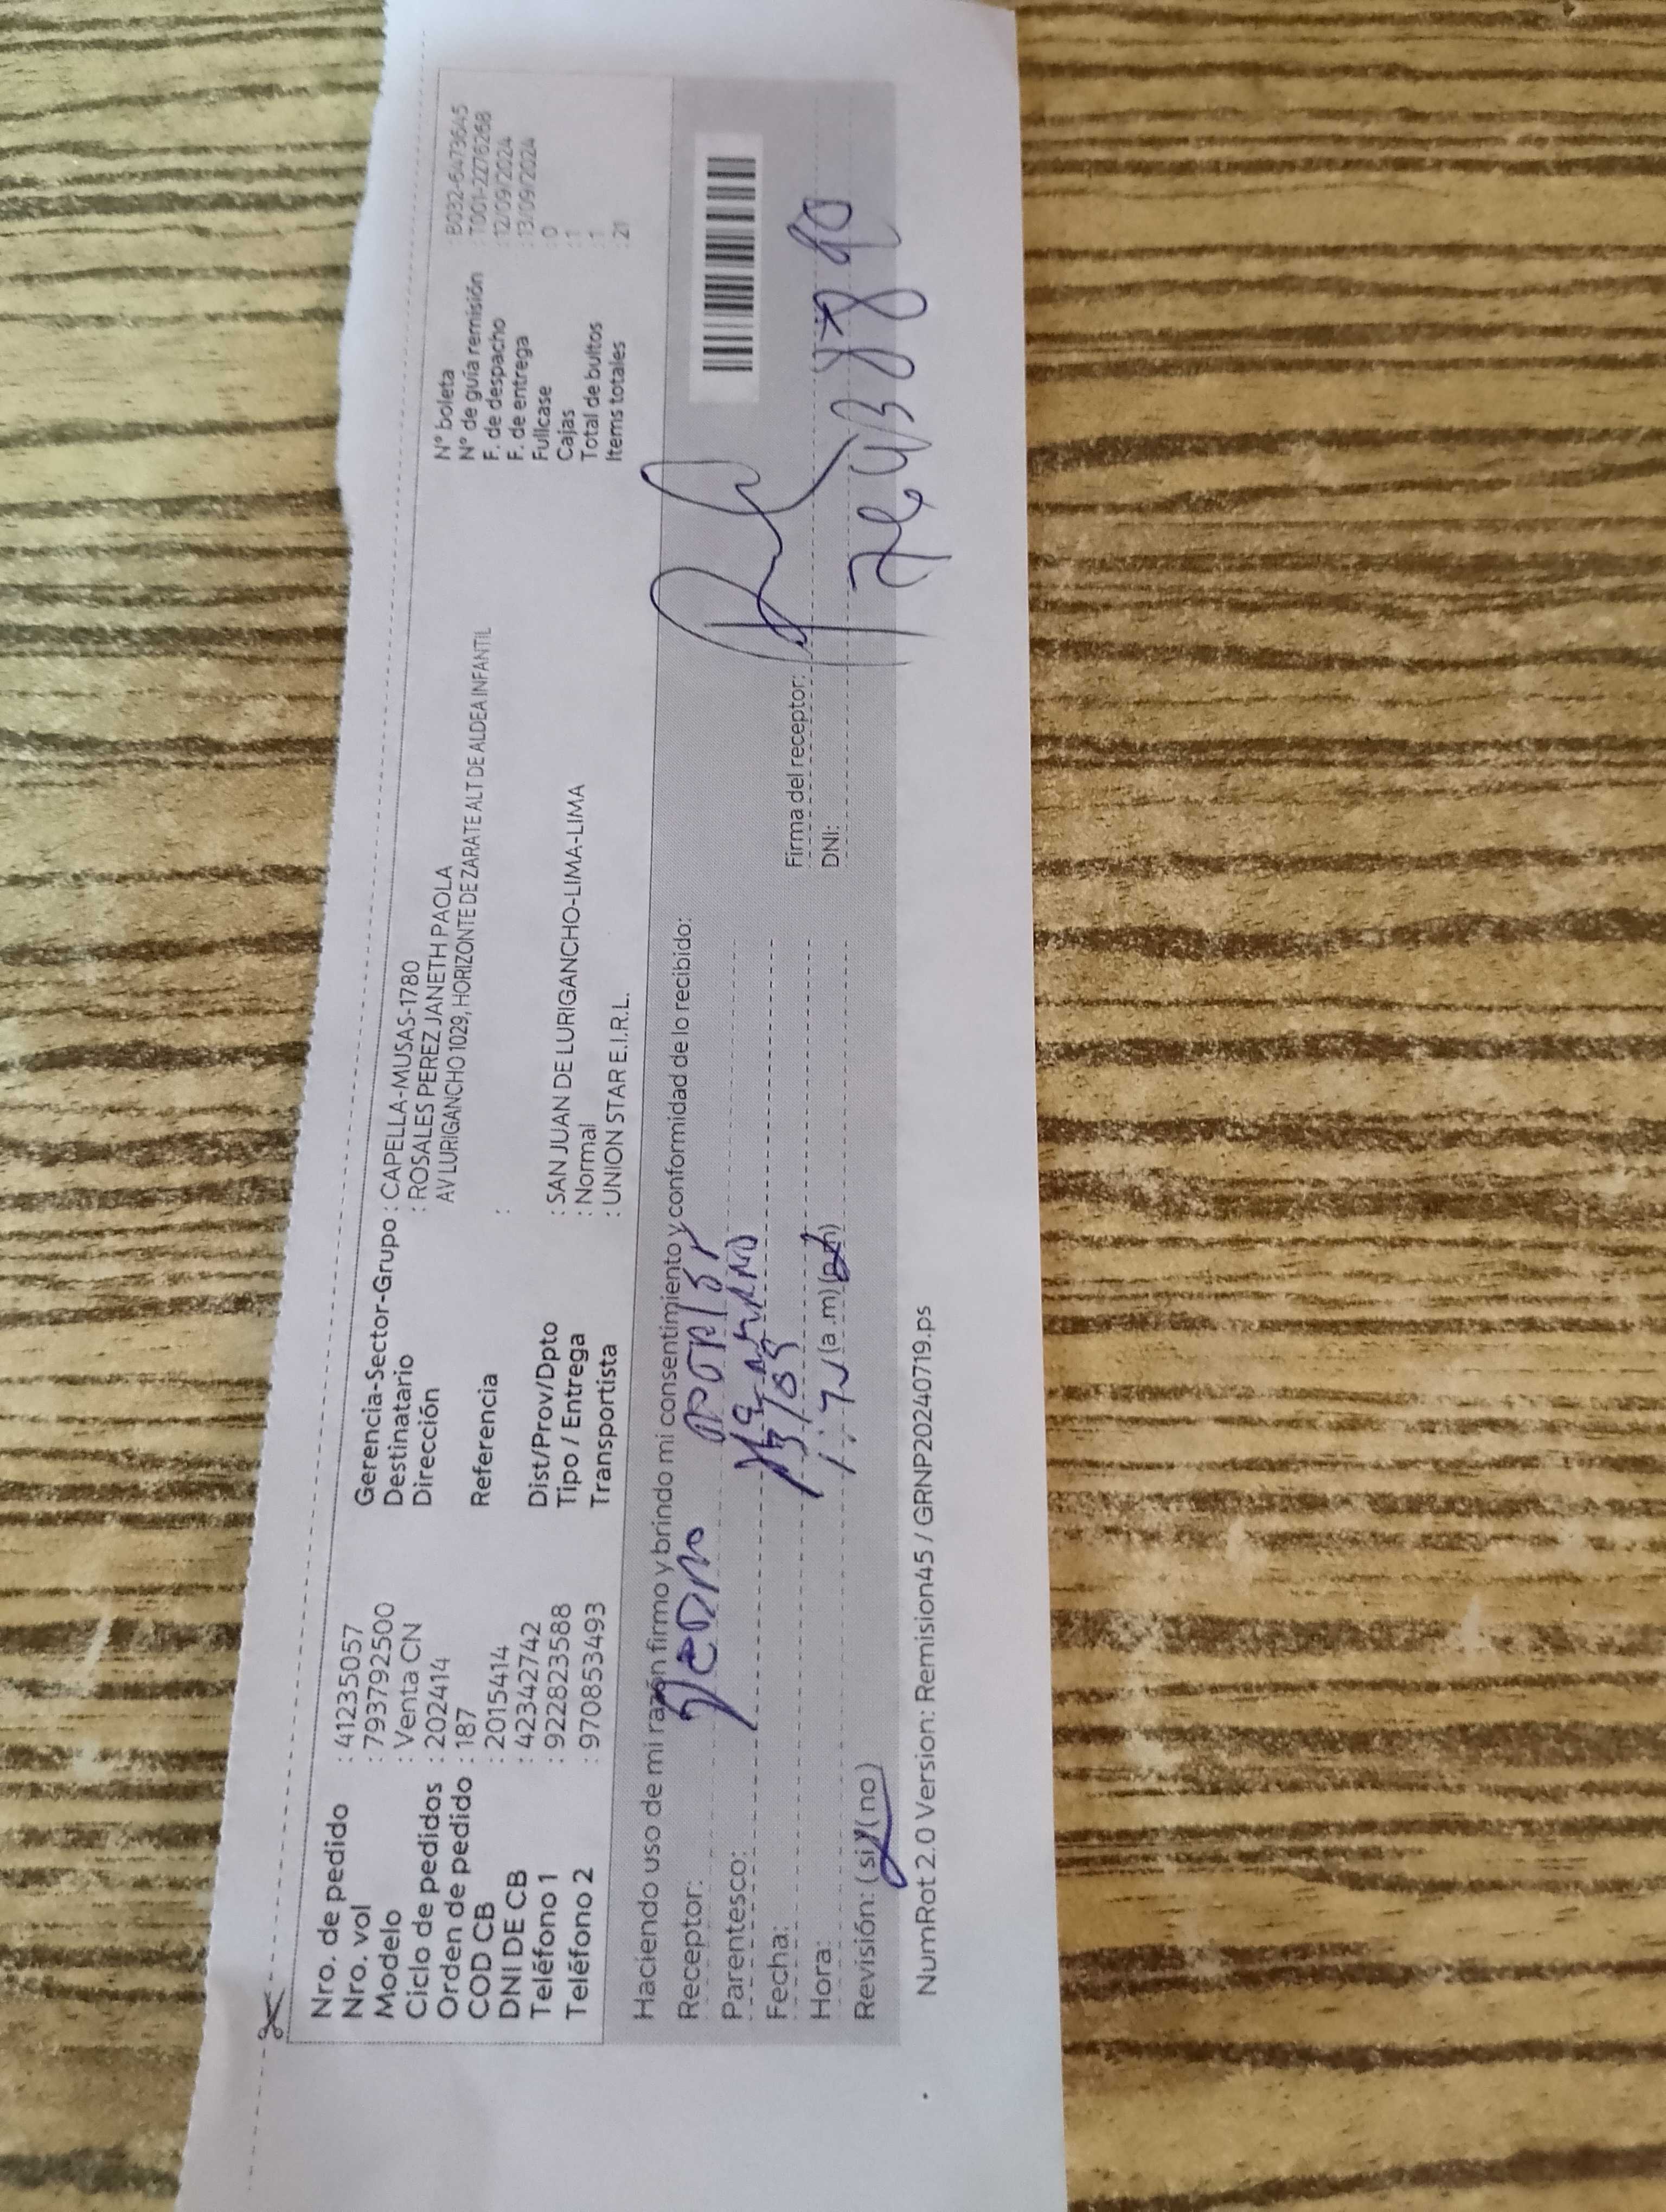 Nro. de pedido : 41235057
Nro. vol : 79379792500
Modelo : Venta CN
Ciclo de pedidos : 202414
Orden de pedido : 187
COD CB : 2015414
DNI DE CB : 42342742
Teléfono 1 : 922823588
Teléfono 2 : 970853493
Gerencia-Sector-Grupo : CAPELLA-MUSAS-1780
Destinatario : ROSALES PEREZ JANETH PAOLA
Dirección AV LURIGANCHO 1029, HORIZONTE DE ZARATE ALT DE ALDEA INFANTIL
Referencia :
Dist/Prov/Dpto : SAN JUAN DE LURIGANCHO-LIMA-LIMA
Tipo / Entrega : Normal
Transportista : UNION STAR E.I.R.L.
N° boleta B032-6473645
N° de guía remisión : T001-22276268
F. de despacho : 12/09/2024
F. de entrega : 13/09/2024
Fullcase : 0
Cajas : 1
Total de bultos : 1
Items totales : 21
Haciendo uso de mi razón firmo y brindo mi consentimiento y conformidad de lo recibido:
Receptor:
Parentesco:
Fecha:
Hora: (a.m) (p.m)
Revisión: (si) (no)
Firma del receptor:
DNI:
NumRot 2.0 Version: Remision45 / GRNP20240719.ps